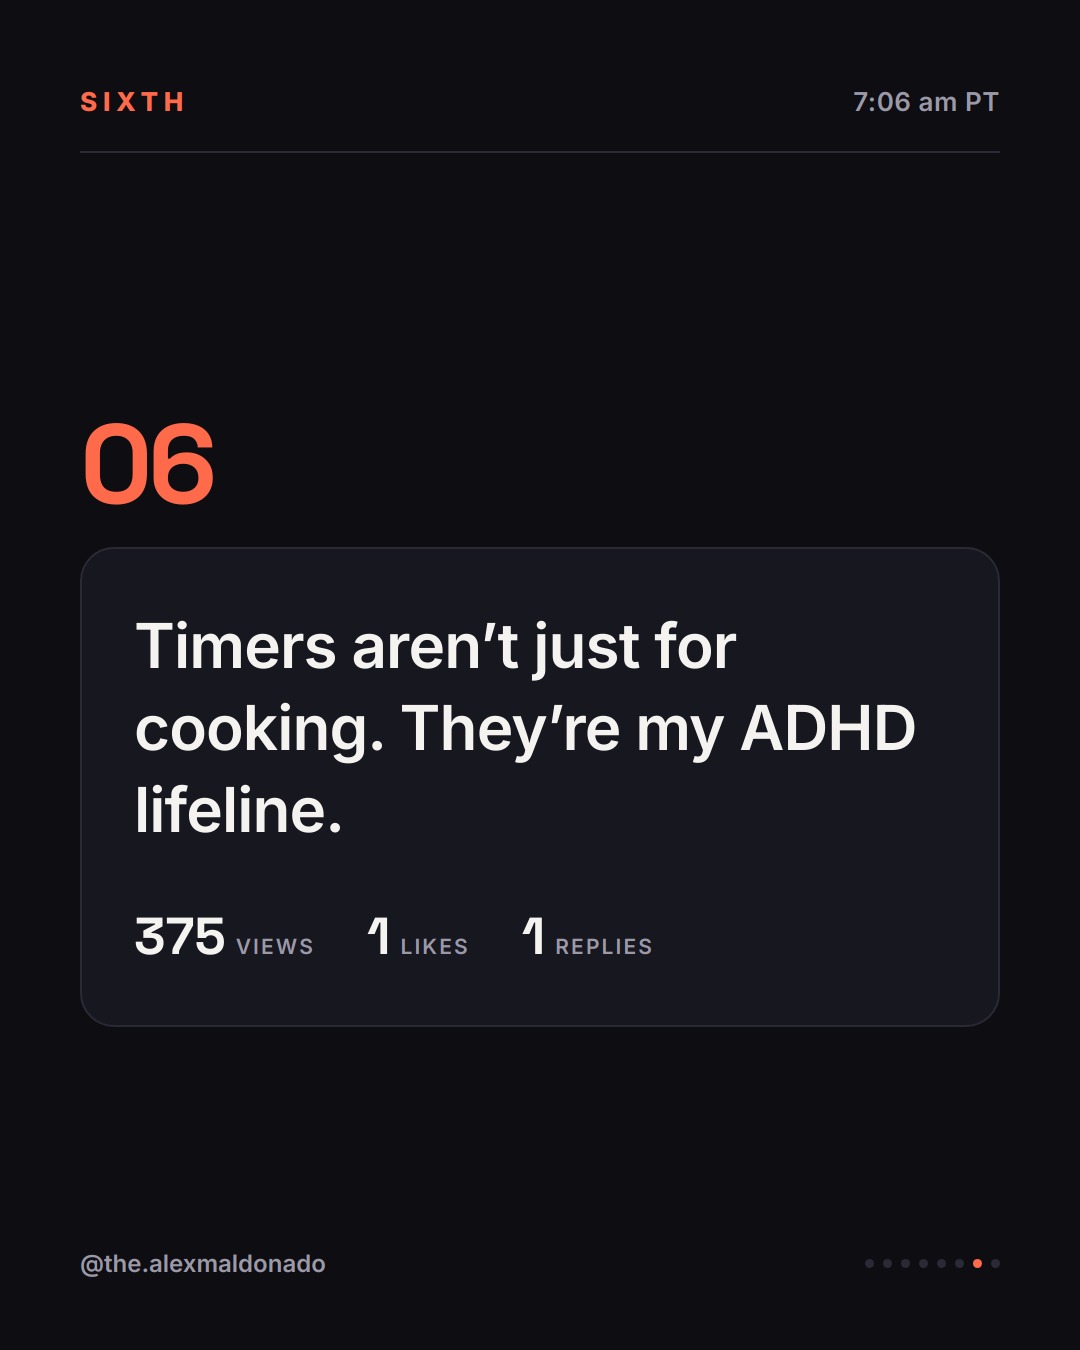 SIXTH
7:06 am PT
06
Timers aren’t just for
cooking. They’re my ADHD
lifeline.
375 VIEWS 1 LIKES 1 REPLIES
@the.alexmaldonado